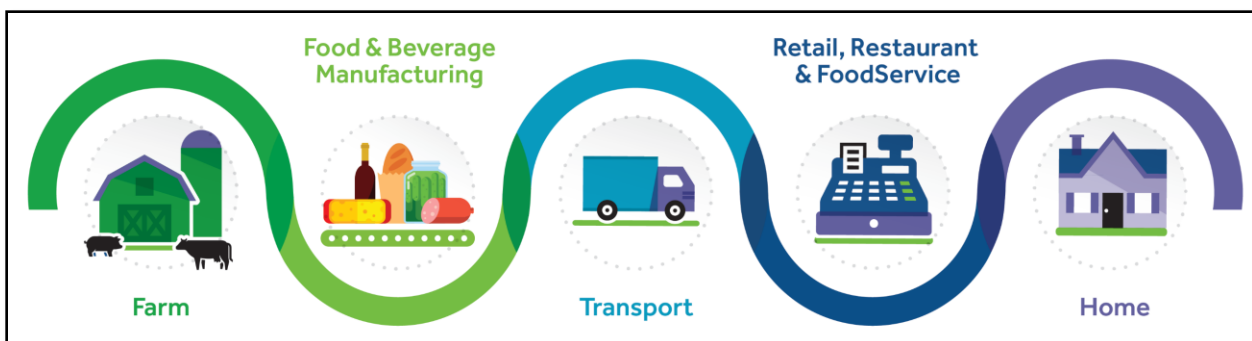 Food & Beverage
Manufacturing
Retail, Restaurant
& FoodService
Farm
Transport
Home